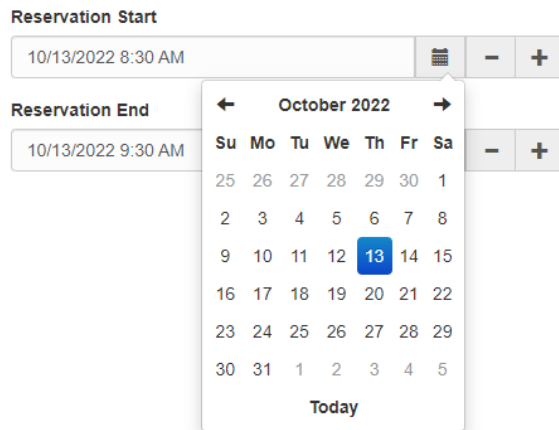 Reservation Start
10/13/2022 8:30 AM
Reservation End
10/13/2022 9:30 AM
October 2022
Su Mo Tu We Th Fr Sa
25 26 27 28 29 30 1
2 3 4 5 6 7 8
9 10 11 12 13 14 15
16 17 18 19 20 21 22
23 24 25 26 27 28 29
30 31 1 2 3 4 5
Today